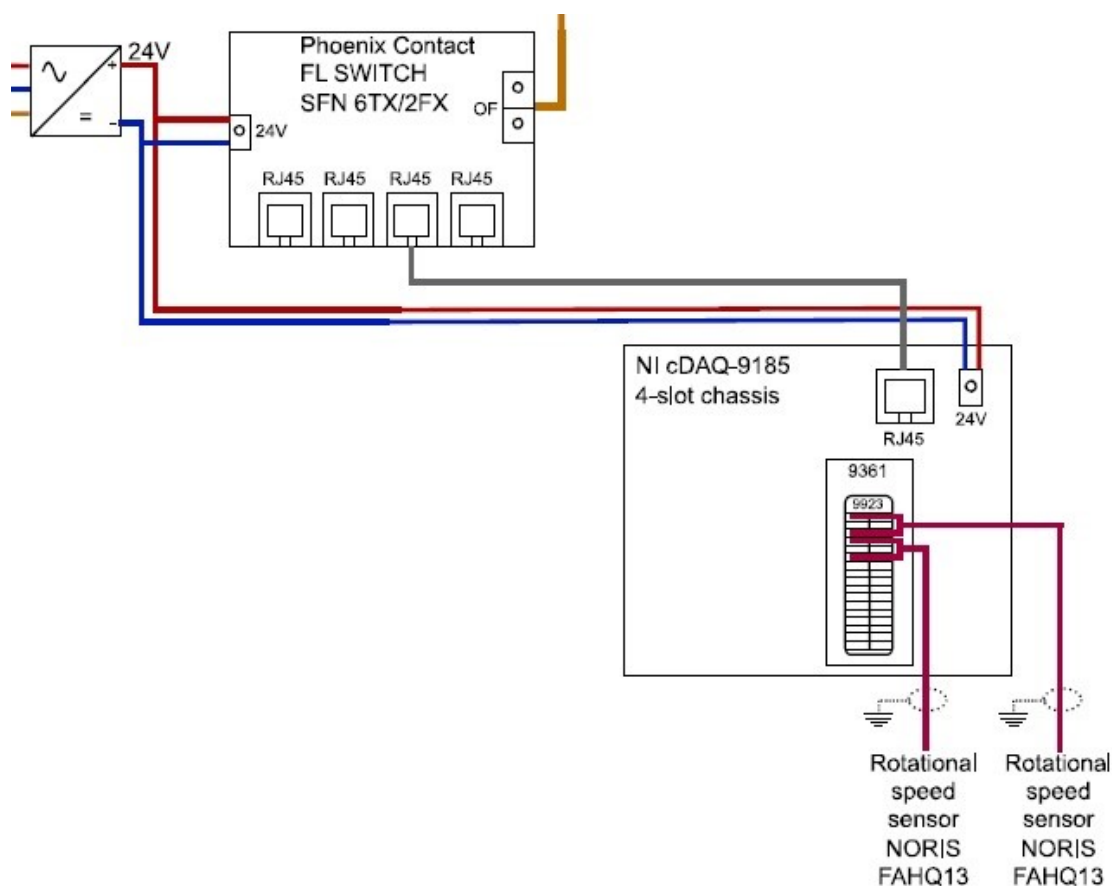 24V
Phoenix Contact
FL SWITCH
SFN 6TX/2FX
OF
24V
RJ45 RJ45 RJ45 RJ45
NI cDAQ-9185
4-slot chassis
RJ45
24V
9361
9923
Rotational
speed
sensor
NORIS
FAHQ13
Rotational
speed
sensor
NORIS
FAHQ13